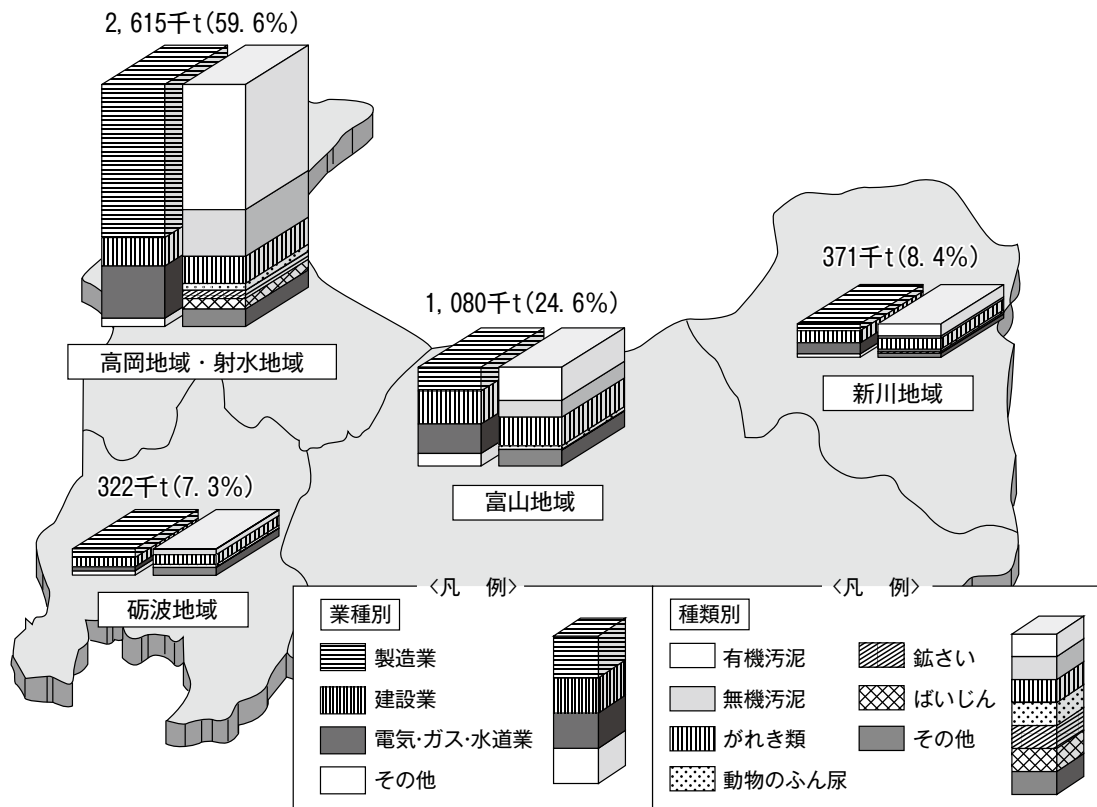 2,615千t(59.6%)
高岡地域・射水地域
371千t(8.4%)
新川地域
1,080千t(24.6%)
富山地域
322千t(7.3%)
砺波地域
〈凡 例〉
業種別
製造業
建設業
電気・ガス・水道業
その他
〈凡 例〉
種類別
有機汚泥
無機汚泥
がれき類
動物のふん尿
鉱さい
ばいじん
その他